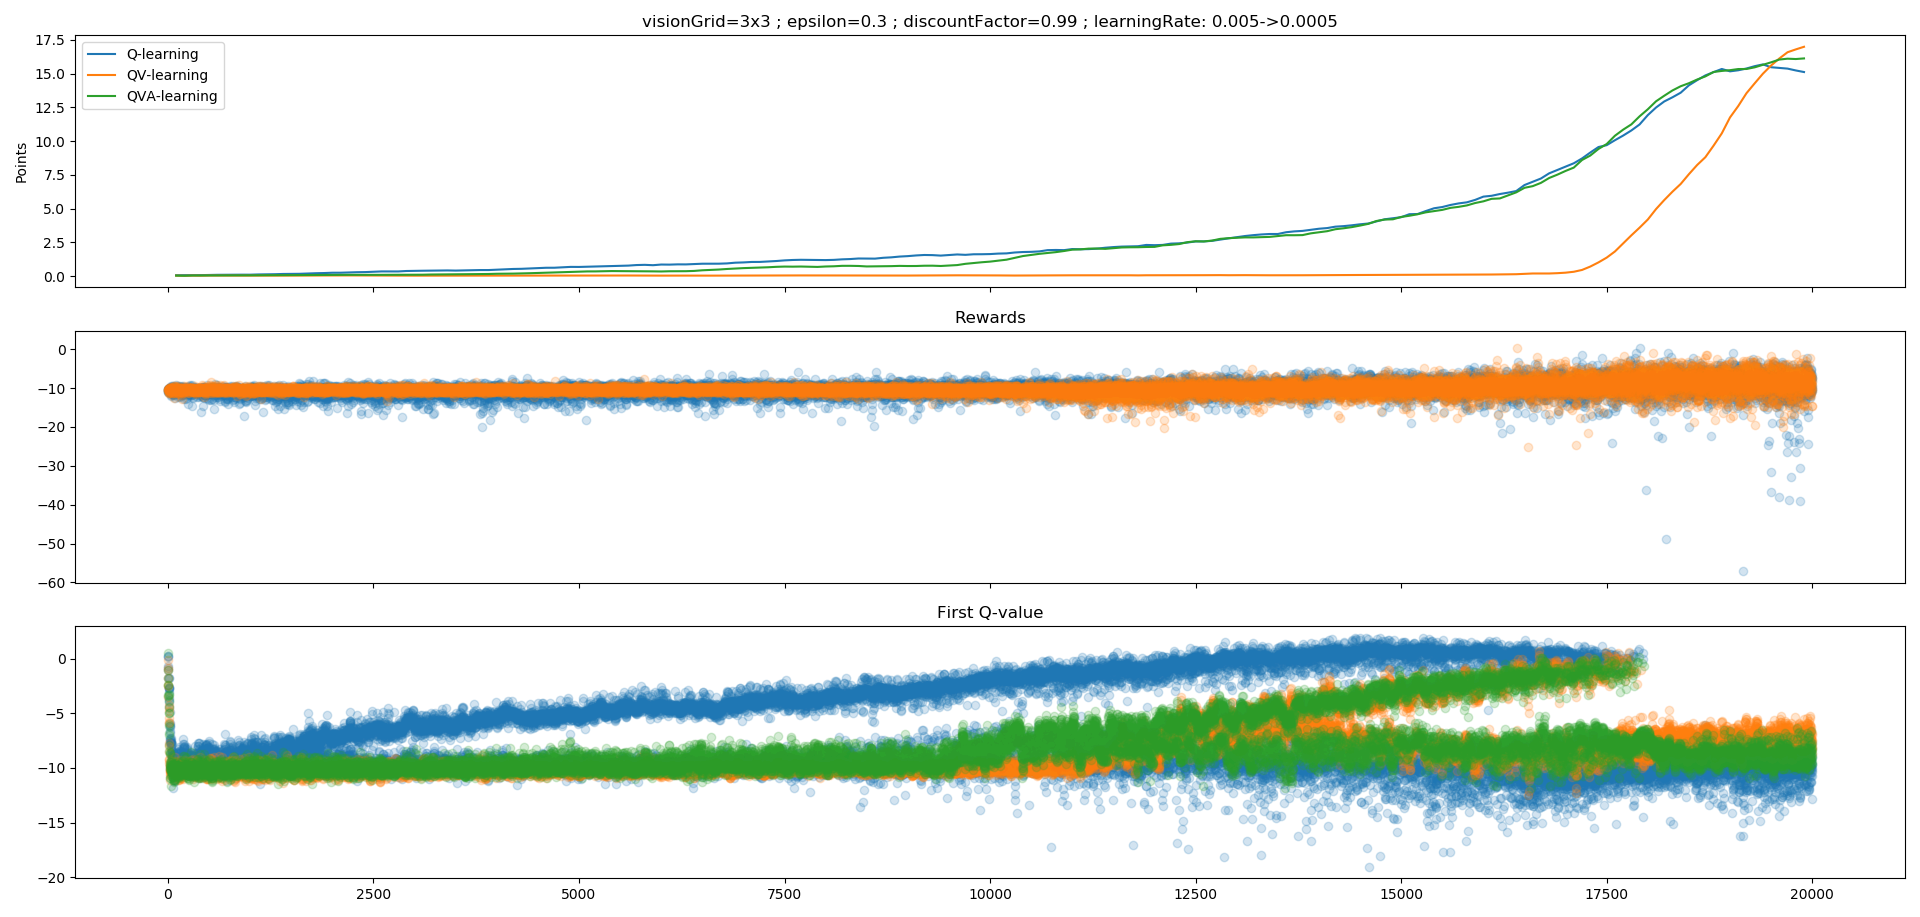 visionGrid=3x3 ; epsilon=0.3 ; discountFactor=0.99 ; learningRate: 0.005->0.0005
Q-learning
QV-learning
QVA-learning
Points
17.5
15.0
12.5
10.0
7.5
5.0
2.5
0.0
Rewards
0
−10
−20
−30
−40
−50
−60
First Q-value
0
−5
−10
−15
−20
0 2500 5000 7500 10000 12500 15000 17500 20000